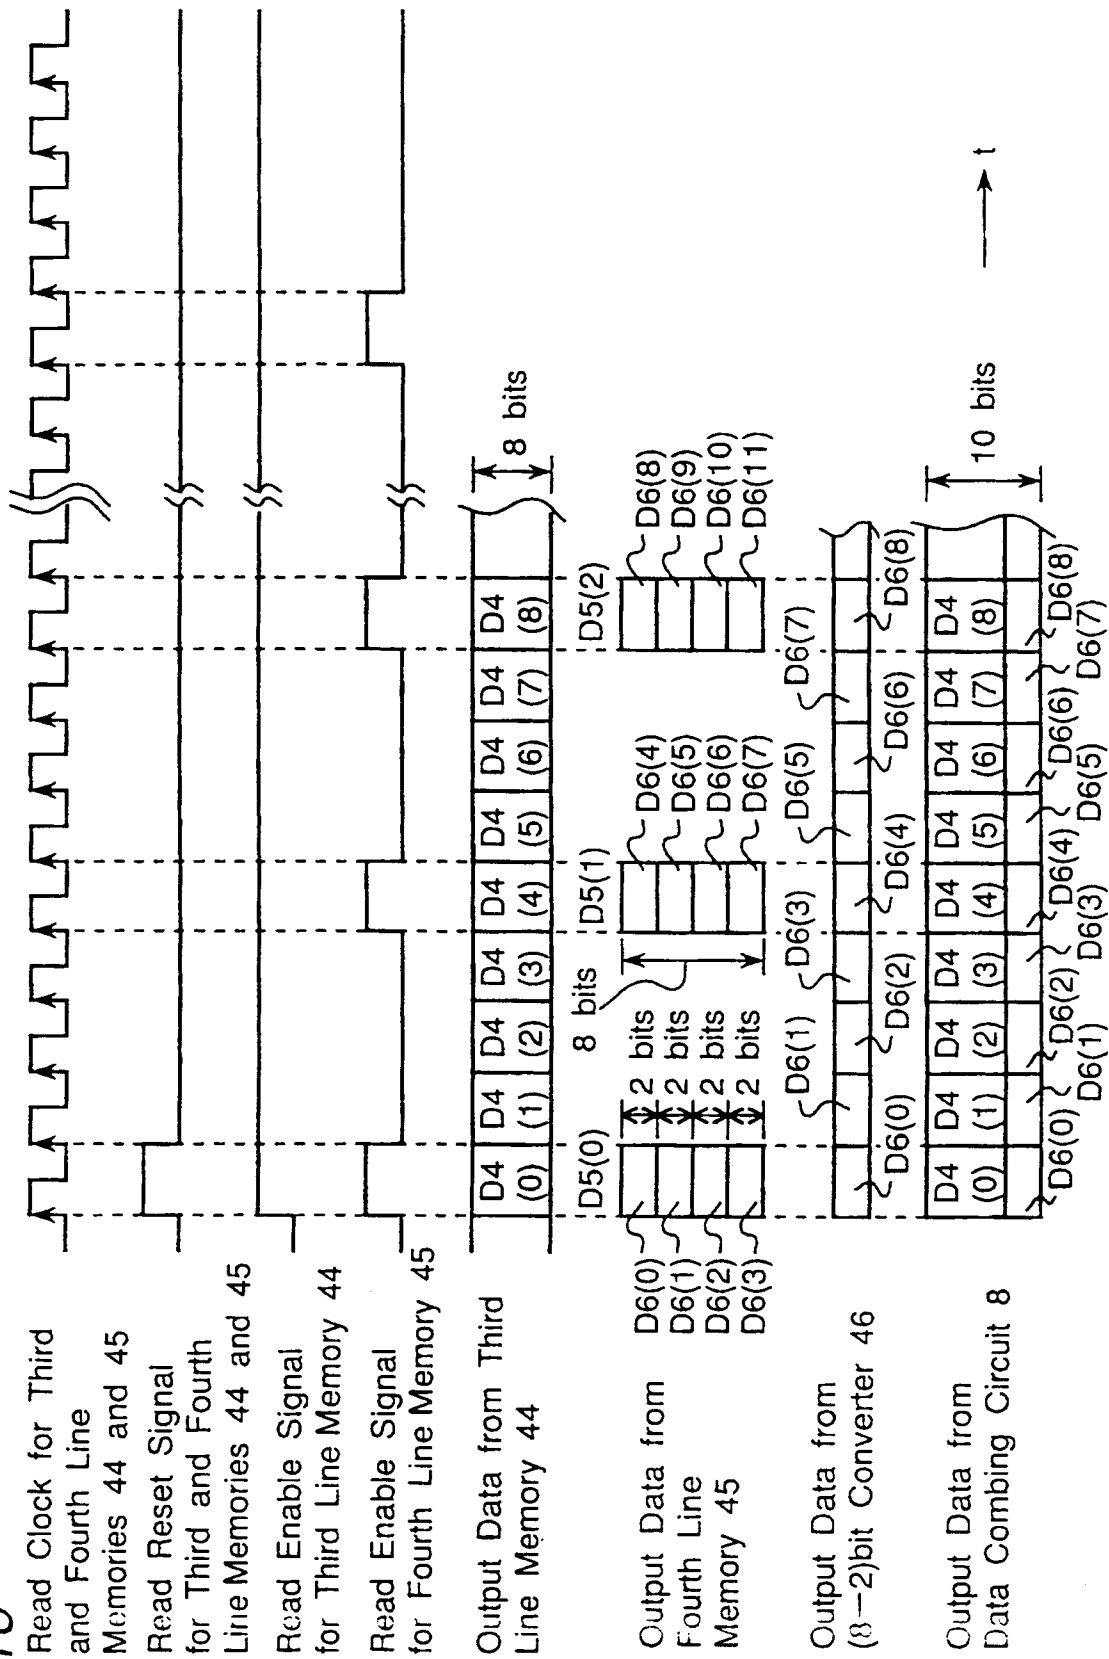 Read Clock for Third
and Fourth Line
Memories 44 and 45
Read Reset Signal
for Third and Fourth
Line Memories 44 and 45
Read Enable Signal
for Third Line Memory 44
Read Enable Signal
for Fourth Line Memory 45
Output Data from Third
Line Memory 44
D4 (0)
D4 (1)
D4 (2)
D4 (3)
D4 (4)
D4 (5)
D4 (6)
D4 (7)
D4 (8)
8 bits
Output Data from
Fourth Line
Memory 45
D5(0)
D6(0)
D6(1)
D6(2)
D6(3)
2 bits
2 bits
2 bits
2 bits
8 bits
D5(1)
D6(4)
D6(5)
D6(6)
D6(7)
D5(2)
D6(8)
D6(9)
D6(10)
D6(11)
Output Data from
(8-2)bit Converter 46
D6(0)
D6(1)
D6(2)
D6(3)
D6(4)
D6(5)
D6(6)
D6(7)
D6(8)
Output Data from
Data Combing Circuit 8
D4 (0)
D4 (1)
D4 (2)
D4 (3)
D4 (4)
D4 (5)
D4 (6)
D4 (7)
D4 (8)
D6(0)
D6(1)
D6(2)
D6(3)
D6(4)
D6(5)
D6(6)
D6(7)
D6(8)
10 bits
t